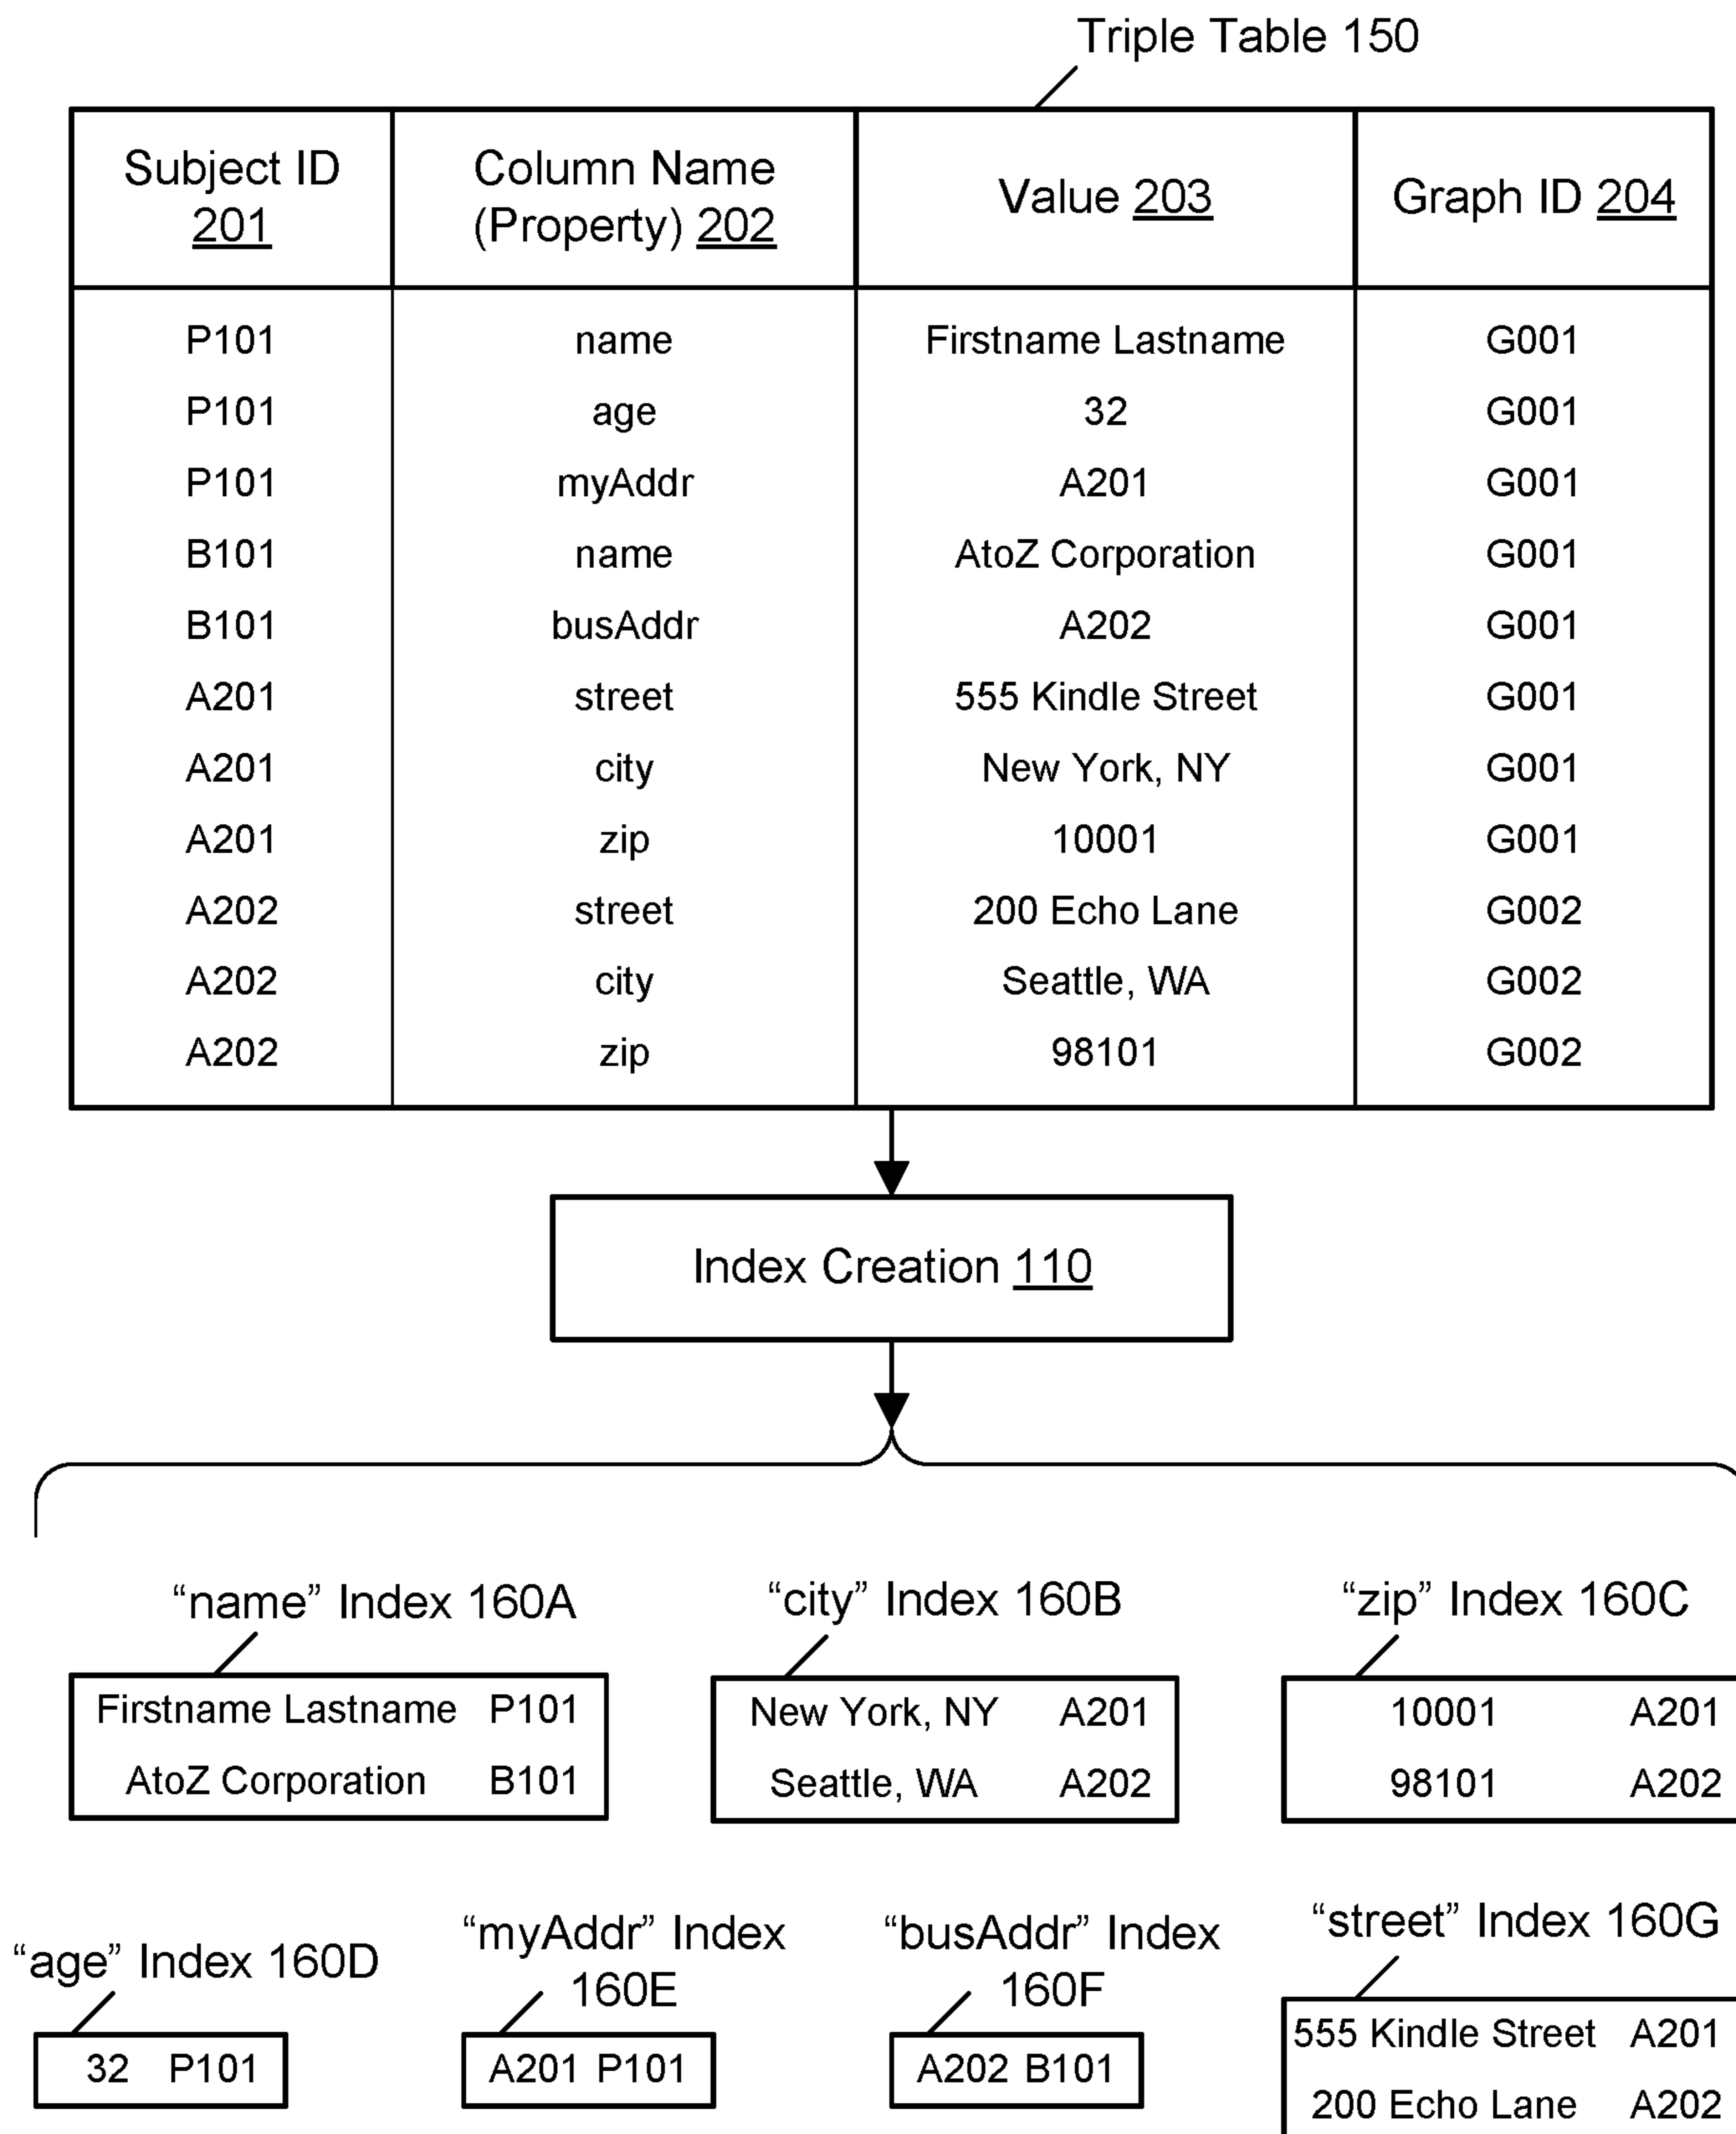 Triple Table 150
Subject ID 201 Column Name (Property) 202 Value 203 Graph ID 204
P101 name Firstname Lastname G001
P101 age 32 G001
P101 myAddr A201 G001
B101 name AtoZ Corporation G001
B101 busAddr A202 G001
A201 street 555 Kindle Street G001
A201 city New York, NY G001
A201 zip 10001 G001
A202 street 200 Echo Lane G002
A202 city Seattle, WA G002
A202 zip 98101 G002
Index Creation 110
“name” Index 160A
Firstname Lastname P101
AtoZ Corporation B101
“city” Index 160B
New York, NY A201
Seattle, WA A202
“zip” Index 160C
10001 A201
98101 A202
“age” Index 160D
32 P101
“myAddr” Index
160E
A201 P101
“busAddr” Index
160F
A202 B101
“street” Index 160G
555 Kindle Street A201
200 Echo Lane A202